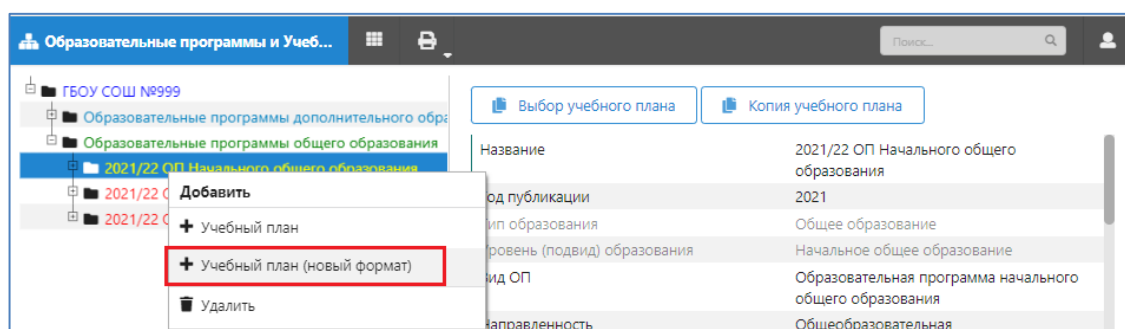 Образовательные программы и Учеб...
Поиск...
ГБОУ СОШ №999
Образовательные программы дополнительного обра
Образовательные программы общего образования
2021/22 ОП Начального общего образования
2021/22
2021/22
Добавить
Учебный план
Учебный план (новый формат)
Удалить
Выбор учебного плана
Копия учебного плана
Название 2021/22 ОП Начального общего
образования
од публикации 2021
ип образования Общее образование
ровень (подвид) образования Начальное общее образование
Вид ОП Образовательная программа начального
общего образования
Направленность Общеобразовательная